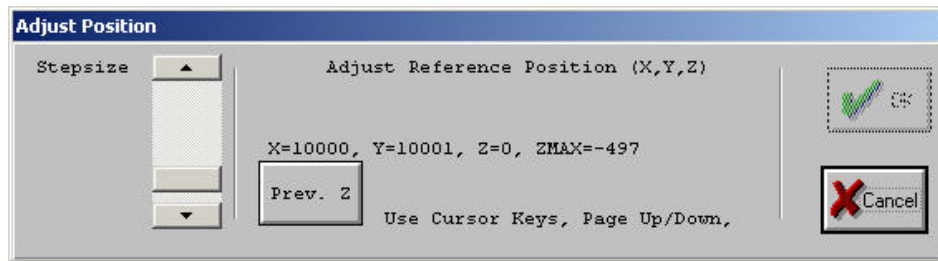 Adjust Position
Stepsize
Adjust Reference Position (X,Y,Z)
OK
X=10000, Y=10001, Z=0, ZMAX=-497
Prev. Z
Cancel
Use Cursor Keys, Page Up/Down,